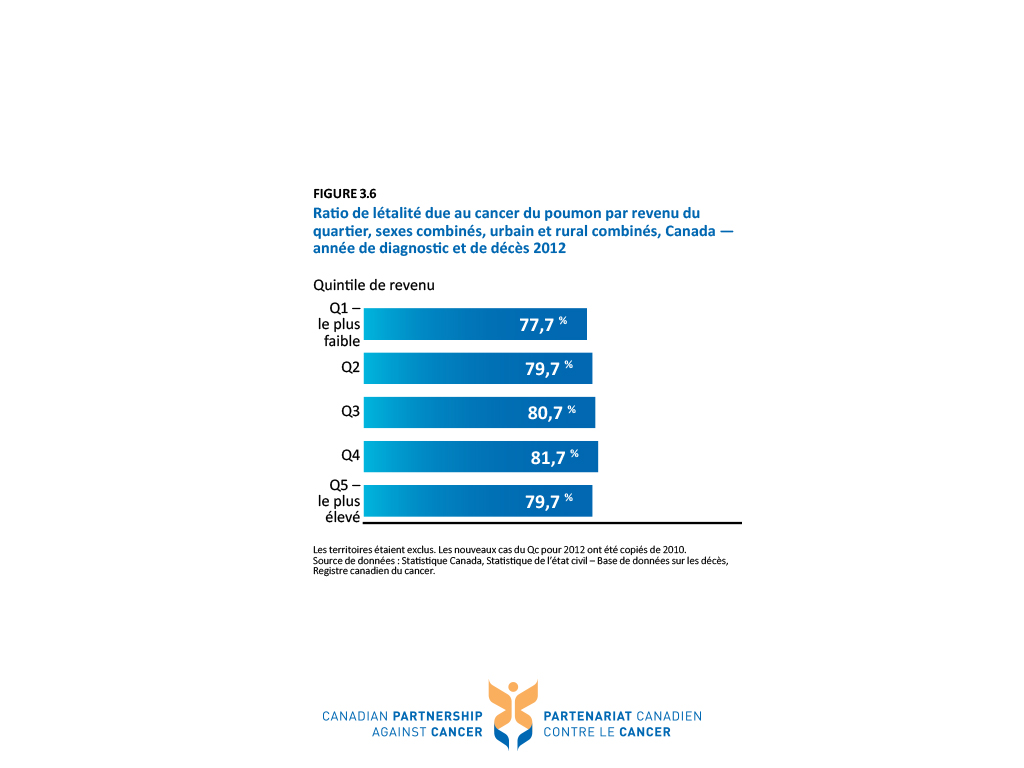 FIGURE 3.6
Ratio de létalité due au cancer du poumon par revenu du
quartier, sexes combinés, urbain et rural combinés, Canada —
année de diagnostic et de décès 2012
Quintile de revenu
Q1 –
le plus
faible
77,7 %
Q2
79,7 %
Q3
80,7 %
Q4
81,7 %
Q5 –
le plus
élevé
79,7 %
Les territoires étaient exclus. Les nouveaux cas du Qc pour 2012 ont été copiés de 2010.
Source de données : Statistique Canada, Statistique de l'état civil – Base de données sur les décès,
Registre canadien du cancer.
CANADIAN PARTNERSHIP
AGAINST CANCER
PARTENARIAT CANADIEN
CONTRE LE CANCER